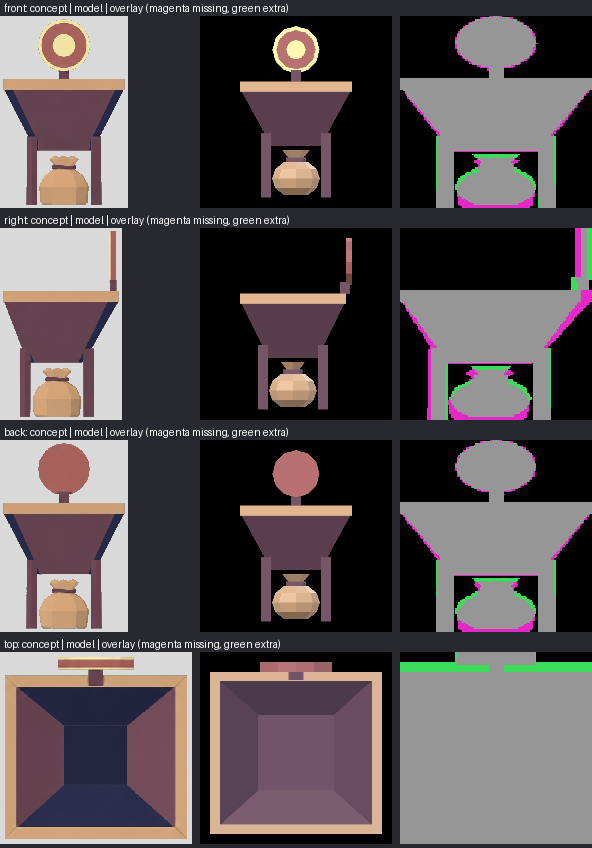 front: concept | model | overlay (magenta missing, green extra)
right: concept | model | overlay (magenta missing, green extra)
back: concept | model | overlay (magenta missing, green extra)
top: concept | model | overlay (magenta missing, green extra)